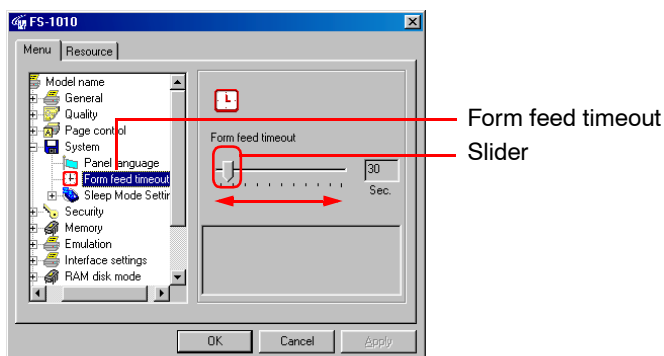 FS-1010
Menu
Resource
Model name
General
Quality
Page control
System
Panel language
Form feed timeout
Sleep Mode Settir
Security
Memory
Emulation
Interface settings
RAM disk mode
Form feed timeout
30
Sec.
OK
Cancel
Apply
Form feed timeout
Slider